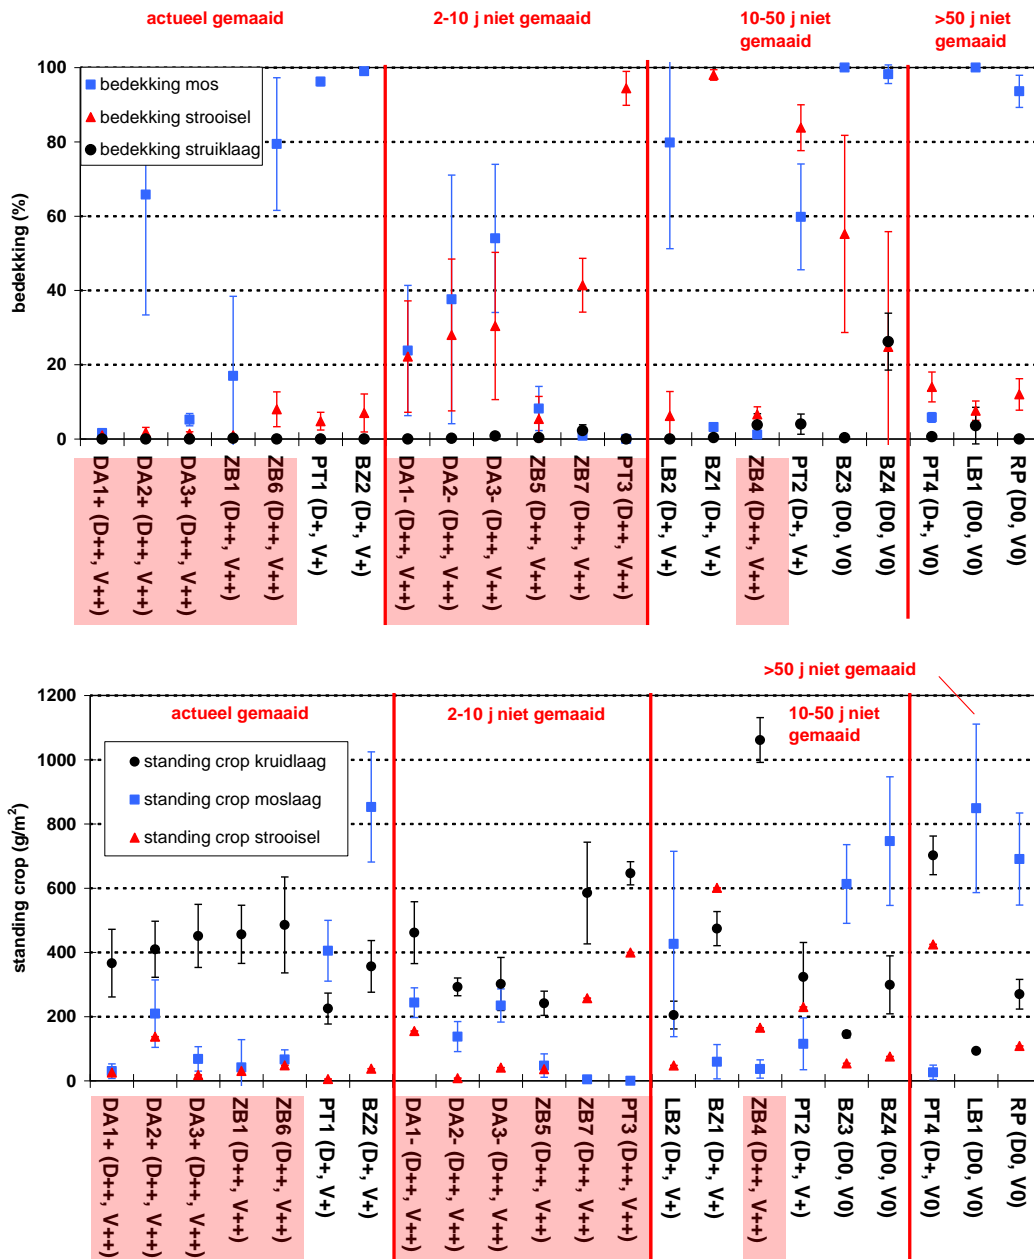 actueel gemaaid
2-10 j niet gemaaid
10-50 j niet
gemaaid
>50 j niet
gemaaid
bedekking (%)
100
80
60
40
20
0
bedekking mos
bedekking strooisel
bedekking struiklaag
DA1+ (D++, V++)
DA2+ (D++, V++)
DA3+ (D++, V++)
ZB1 (D++, V++)
ZB6 (D++, V++)
PT1 (D+, V+)
BZ2 (D+, V+)
DA1- (D++, V++)
DA2- (D++, V++)
DA3- (D++, V++)
ZB5 (D++, V++)
ZB7 (D++, V++)
PT3 (D++, V++)
LB2 (D+, V+)
BZ1 (D+, V+)
ZB4 (D++, V++)
PT2 (D+, V+)
BZ3 (D0, V0)
BZ4 (D0, V0)
PT4 (D+, V0)
LB1 (D0, V0)
RP (D0, V0)
>50 j niet gemaaid
actueel gemaaid
2-10 j niet gemaaid
10-50 j niet
gemaaid
standing crop (g/m²)
1200
1000
800
600
400
200
0
standing crop kruidlaag
standing crop moslaag
standing crop strooisel
DA1+ (D++, V++)
DA2+ (D++, V++)
DA3+ (D++, V++)
ZB1 (D++, V++)
ZB6 (D++, V++)
PT1 (D+, V+)
BZ2 (D+, V+)
DA1- (D++, V++)
DA2- (D++, V++)
DA3- (D++, V++)
ZB5 (D++, V++)
ZB7 (D++, V++)
PT3 (D++, V++)
LB2 (D+, V+)
BZ1 (D+, V+)
ZB4 (D++, V++)
PT2 (D+, V+)
BZ3 (D0, V0)
BZ4 (D0, V0)
PT4 (D+, V0)
LB1 (D0, V0)
RP (D0, V0)